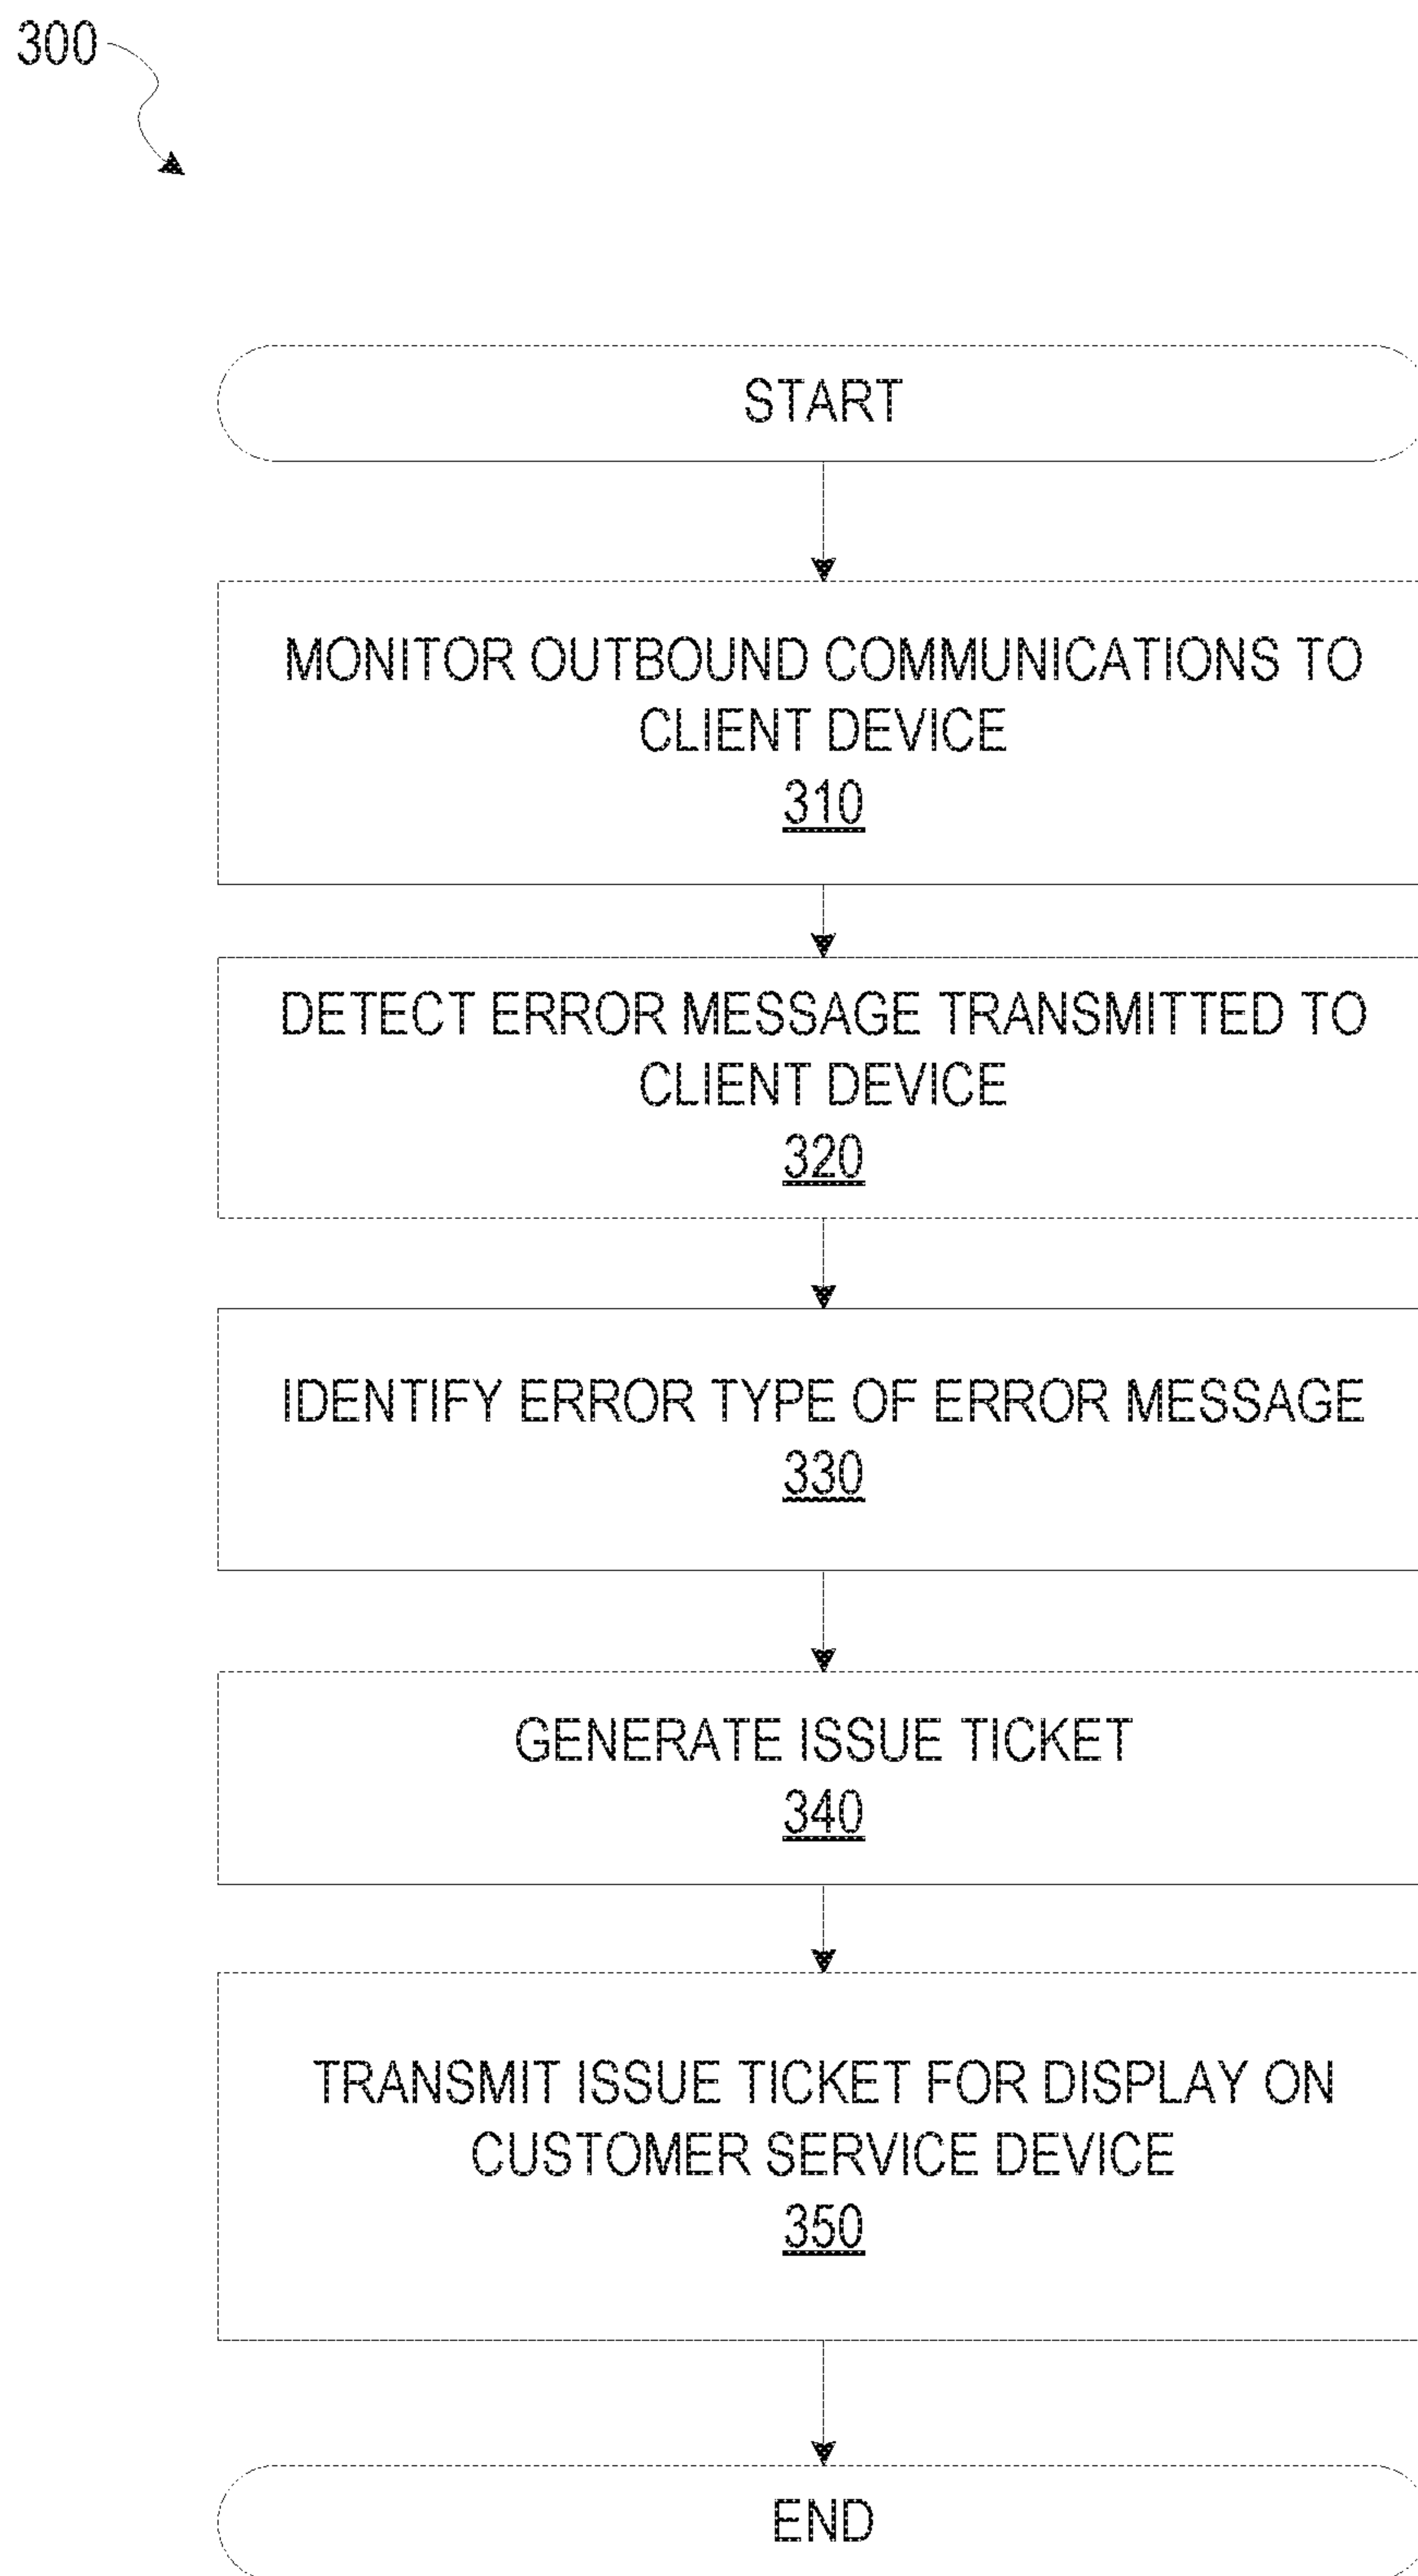 300
START
MONITOR OUTBOUND COMMUNICATIONS TO
CLIENT DEVICE
310
DETECT ERROR MESSAGE TRANSMITTED TO
CLIENT DEVICE
320
IDENTIFY ERROR TYPE OF ERROR MESSAGE
330
GENERATE ISSUE TICKET
340
TRANSMIT ISSUE TICKET FOR DISPLAY ON
CUSTOMER SERVICE DEVICE
350
END